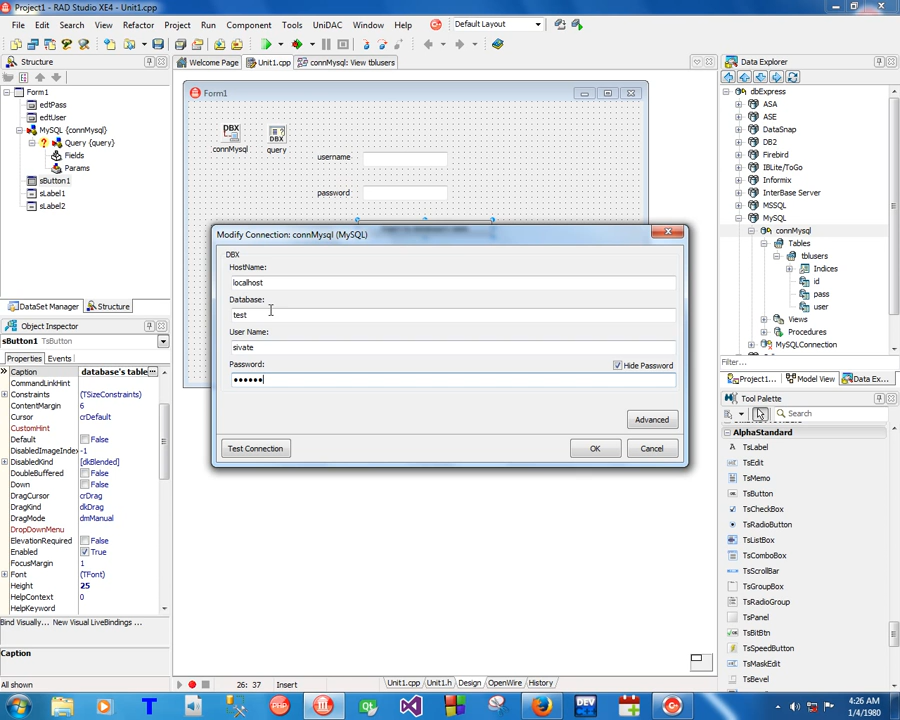 Project1 - RAD Studio XE4 - Unit1.cpp
File Edit Search View Refactor Project Run Component Tools UniDAC Window Help Default Layout
Structure
Welcome Page Unit1.cpp connMysql: View tblusers
Data Explorer
Form1
edtPass
edtUser
MySQL {connMysql}
Query {query}
Fields
Params
sButton1
sLabel1
sLabel2
DataSet Manager Structure
Object Inspector
sButton1
Properties Events
Caption database's table
CommandLinkHint
Constraints (TSizeConstraints)
ContentMargin 6
Cursor crDefault
CustomHint
Default False
DisabledImageIndex -1
DisabledKind [dkBlended]
DoubleBuffered False
Down False
DragCursor crDrag
DragKind dkDrag
DragMode dmManual
DropDownMenu
ElevationRequired False
Enabled True
FocusMargin 1
Font (TFont)
Height 25
HelpContext 0
HelpKeyword
Bind Visually... New Visual LiveBindings ...
Caption
All shown
Form1
DBX
DBX
connMysql
query
username
password
Modify Connection: connMysql (MySQL)
DBX
HostName:
localhost
Database:
test
User Name:
sivate
Password:
Hide Password
••••••
Advanced
Test Connection OK Cancel
26: 37 Insert
Unit1.cpp Unit1.h Design OpenWire History
dbExpress
ASA
ASE
DataSnap
DB2
Firebird
IBLite/ToGo
Informix
InterBase Server
MSSQL
MySQL
connMysql
Tables
tblusers
Indices
id
pass
user
Views
Procedures
MySQLConnection
Filter...
Project1... Model View Data Ex...
Tool Palette
Search
AlphaStandard
TsLabel
TsEdit
TsMemo
TsButton
TsCheckBox
TsRadioButton
TsListBox
TsComboBox
TsScrollBar
TsGroupBox
TsRadioGroup
TsPanel
TsBitBtn
TsSpeedButton
TsMaskEdit
TsBevel
PHP
T
Qt
DEV
4:26 AM
1/4/1980